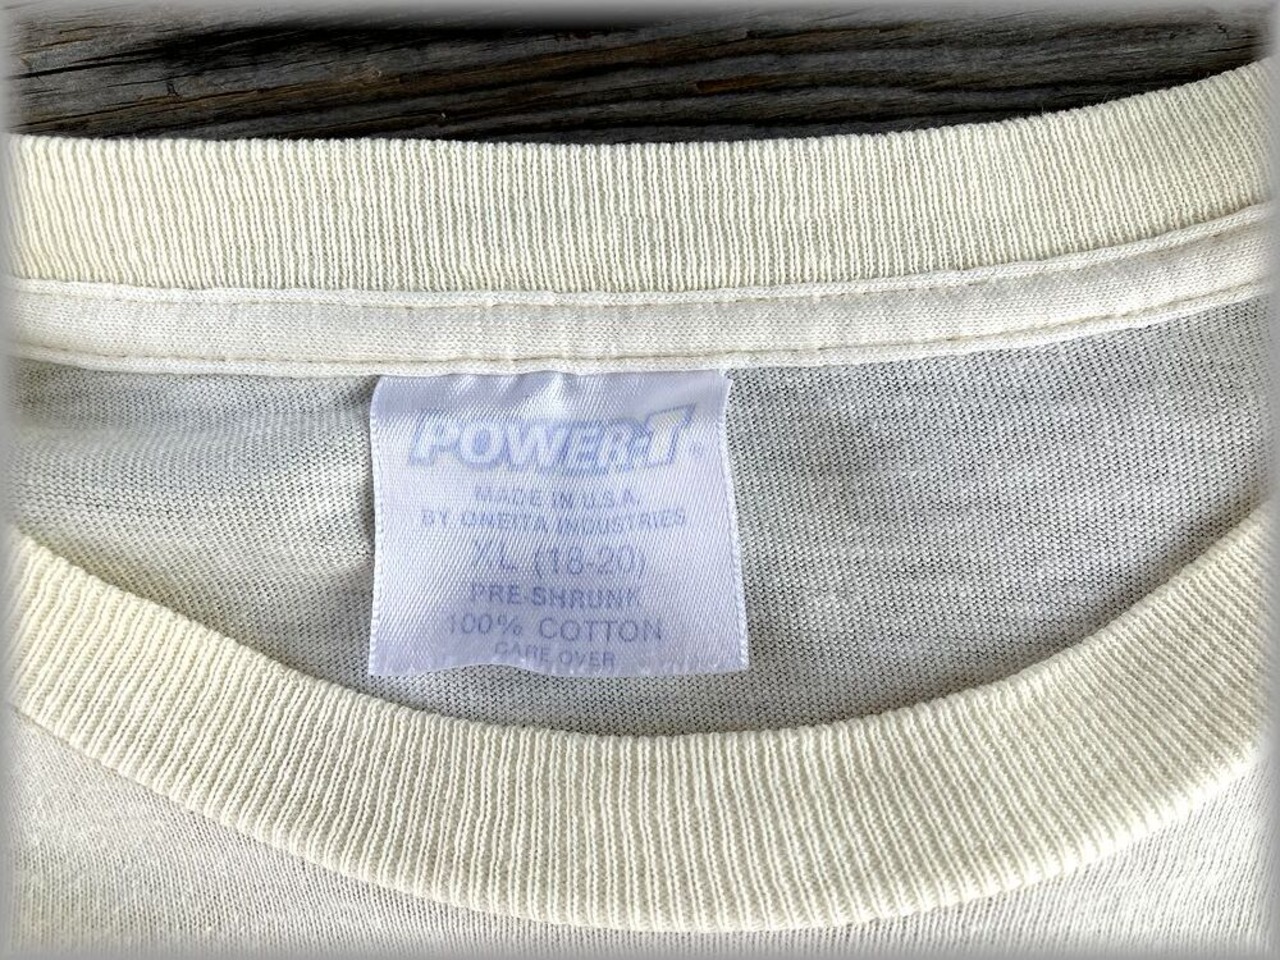 POWER-T®
MADE IN U.S.A.
BY ONEITA INDUSTRIES
XL (18-20)
PRE-SHRUNK
100% COTTON
CARE OVER